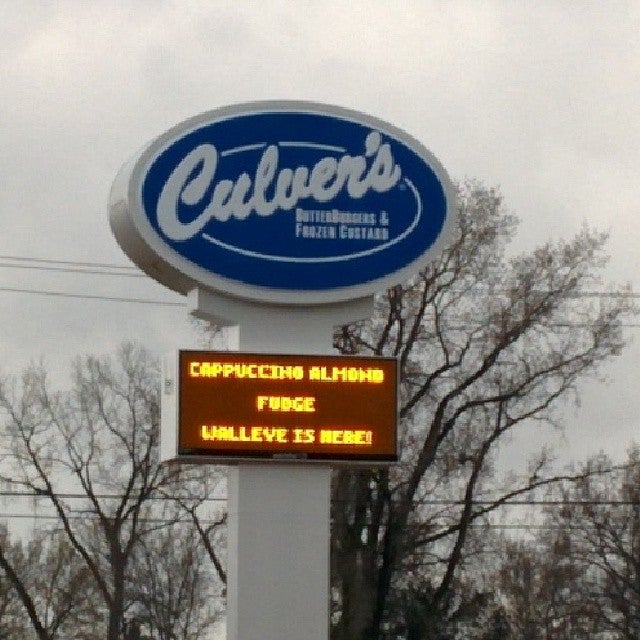 Culver's
ButterBurgers &
Frozen Custard
CAPPUCCINO ALMOND
FUDGE
WALLEYE IS HERE!